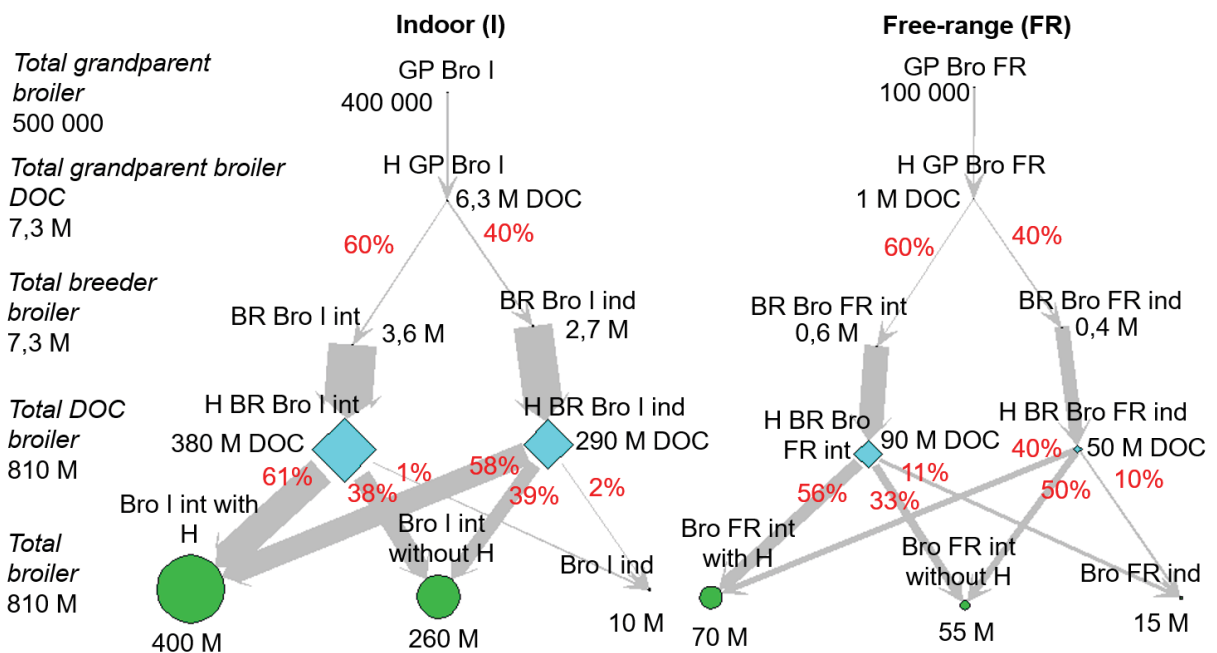 Indoor (I)
Free-range (FR)
Total grandparent
broiler
500 000
GP Bro I
400 000
GP Bro FR
100 000
Total grandparent broiler
DOC
7,3 M
H GP Bro I
6,3 M DOC
H GP Bro FR
1 M DOC
60%
40%
60%
40%
Total breeder
broiler
7,3 M
BR Bro I int
3,6 M
BR Bro I ind
2,7 M
BR Bro FR int
0,6 M
BR Bro FR ind
0,4 M
Total DOC
broiler
810 M
H BR Bro I int
380 M DOC
H BR Bro I ind
290 M DOC
H BR Bro
FR int
90 M DOC
H BR Bro FR ind
50 M DOC
61%
38%
1%
58%
39%
2%
56%
33%
11%
40%
50%
10%
Total
broiler
810 M
Bro I int with
H
400 M
Bro I int
without H
260 M
Bro I ind
10 M
Bro FR int
with H
70 M
Bro FR int
without H
55 M
Bro FR ind
15 M